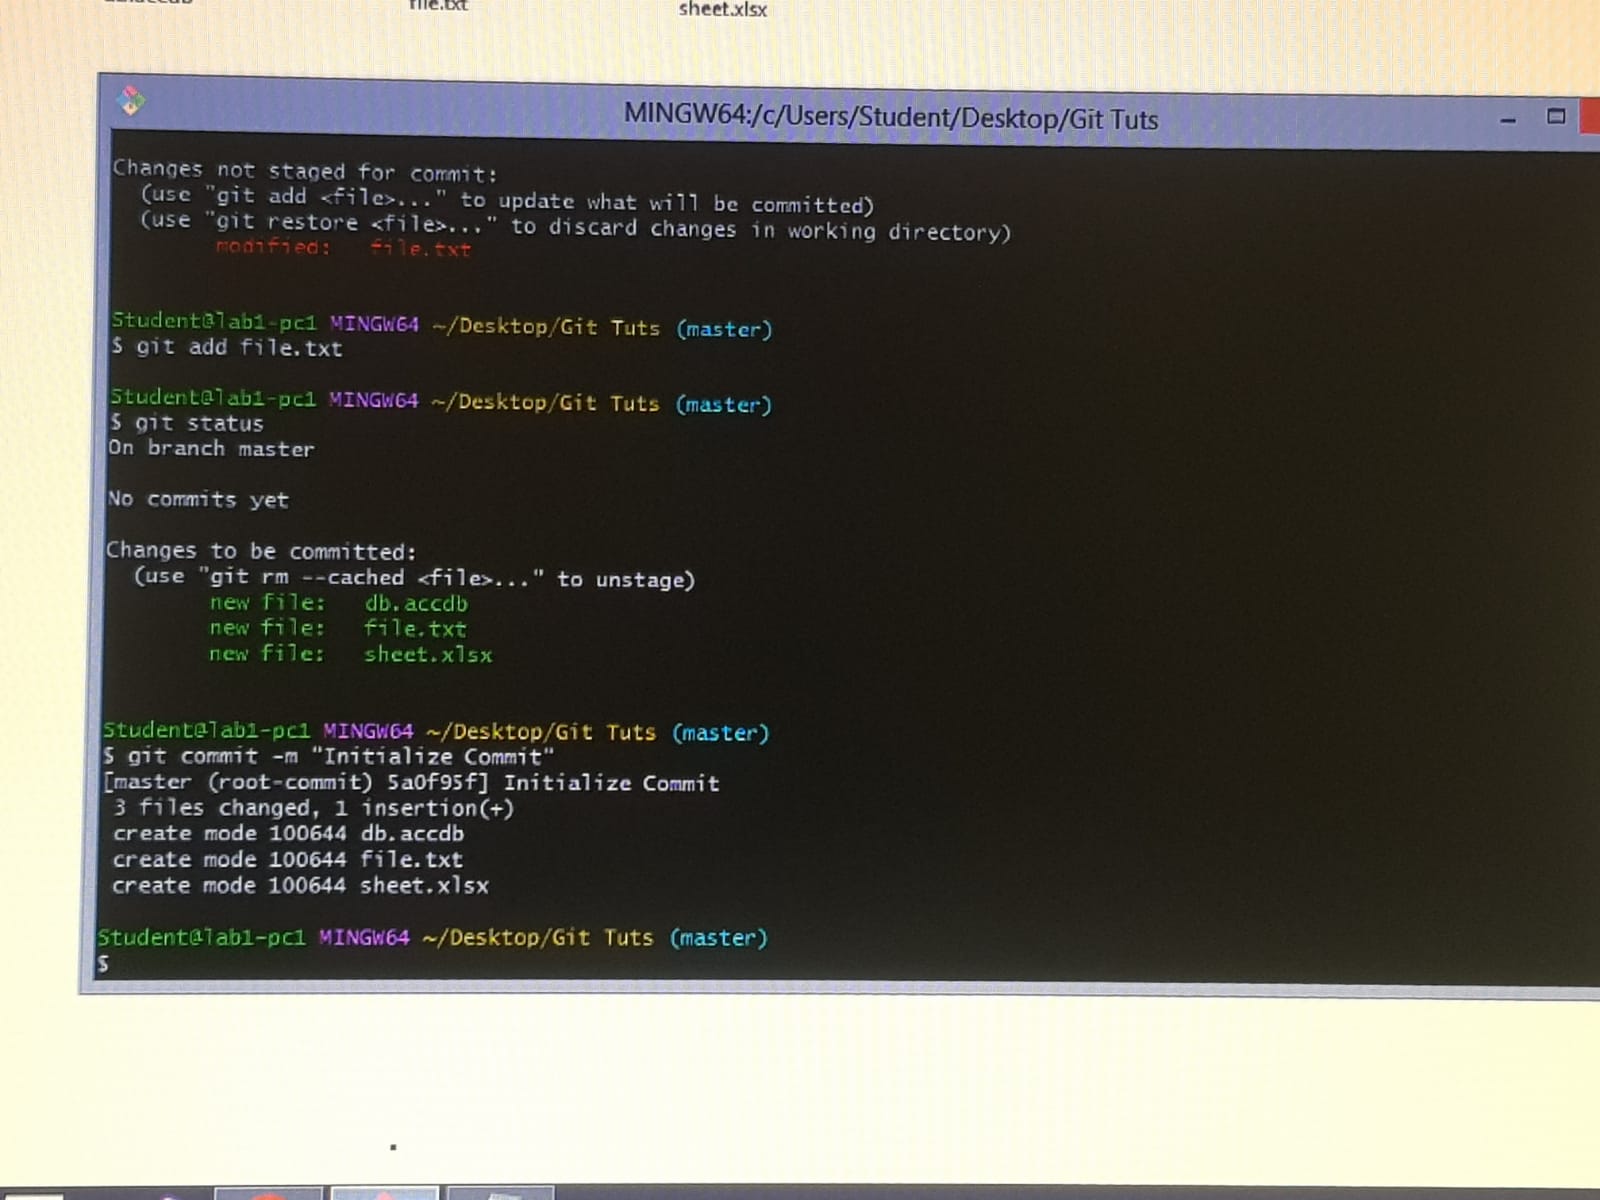 file.txt
sheet.xlsx
MINGW64:/c/Users/Student/Desktop/Git Tuts
Changes not staged for commit:
(use "git add <file>..." to update what will be committed)
(use "git restore <file>..." to discard changes in working directory)
modified: file.txt
Student@lab1-pc1 MINGW64 ~/Desktop/Git Tuts (master)
$ git add file.txt
Student@lab1-pc1 MINGW64 ~/Desktop/Git Tuts (master)
$ git status
On branch master
No commits yet
Changes to be committed:
(use "git rm --cached <file>..." to unstage)
new file: db.accdb
new file: file.txt
new file: sheet.xlsx
Student@lab1-pc1 MINGW64 ~/Desktop/Git Tuts (master)
$ git commit -m "Initialize Commit"
[master (root-commit) 5a0f95f] Initialize Commit
3 files changed, 1 insertion(+)
create mode 100644 db.accdb
create mode 100644 file.txt
create mode 100644 sheet.xlsx
Student@lab1-pc1 MINGW64 ~/Desktop/Git Tuts (master)
$